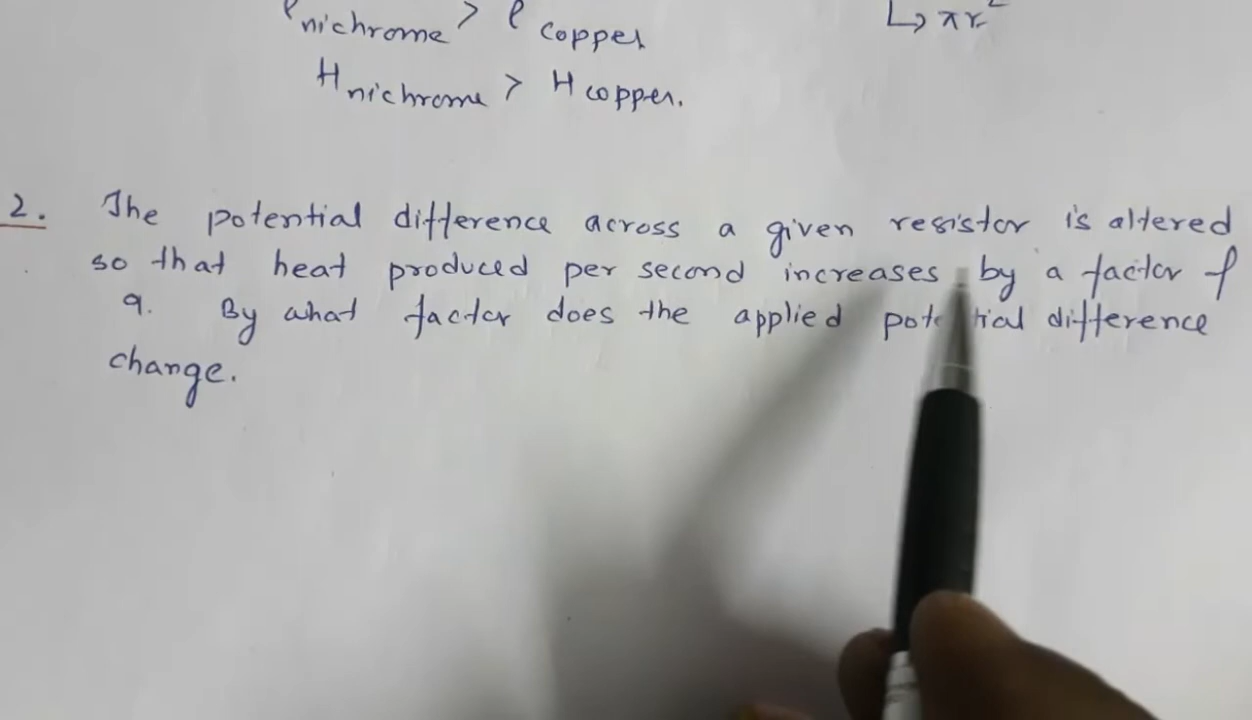 ρ nichrome > ρ copper
↳ πr²
H nichrome > H copper.
2. The potential difference across a given resistor is altered
so that heat produced per second increases by a factor of
9. By what factor does the applied potential difference
change.